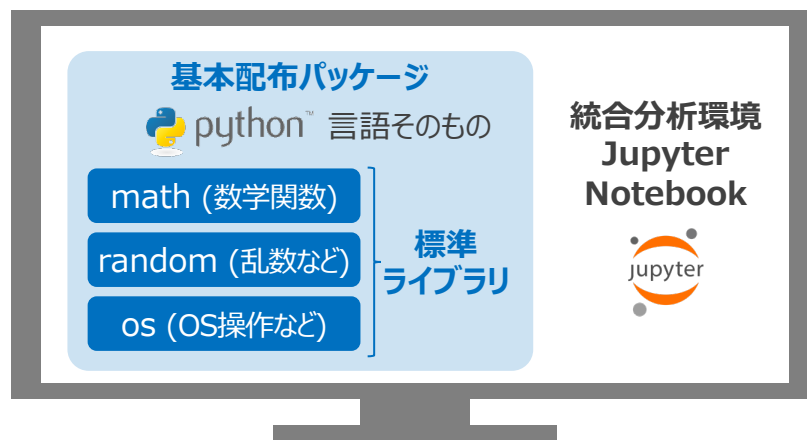 基本配布パッケージ
python™ 言語そのもの
math (数学関数)
random (乱数など)
os (OS操作など)
標準
ライブラリ
統合分析環境
Jupyter
Notebook
jupyter